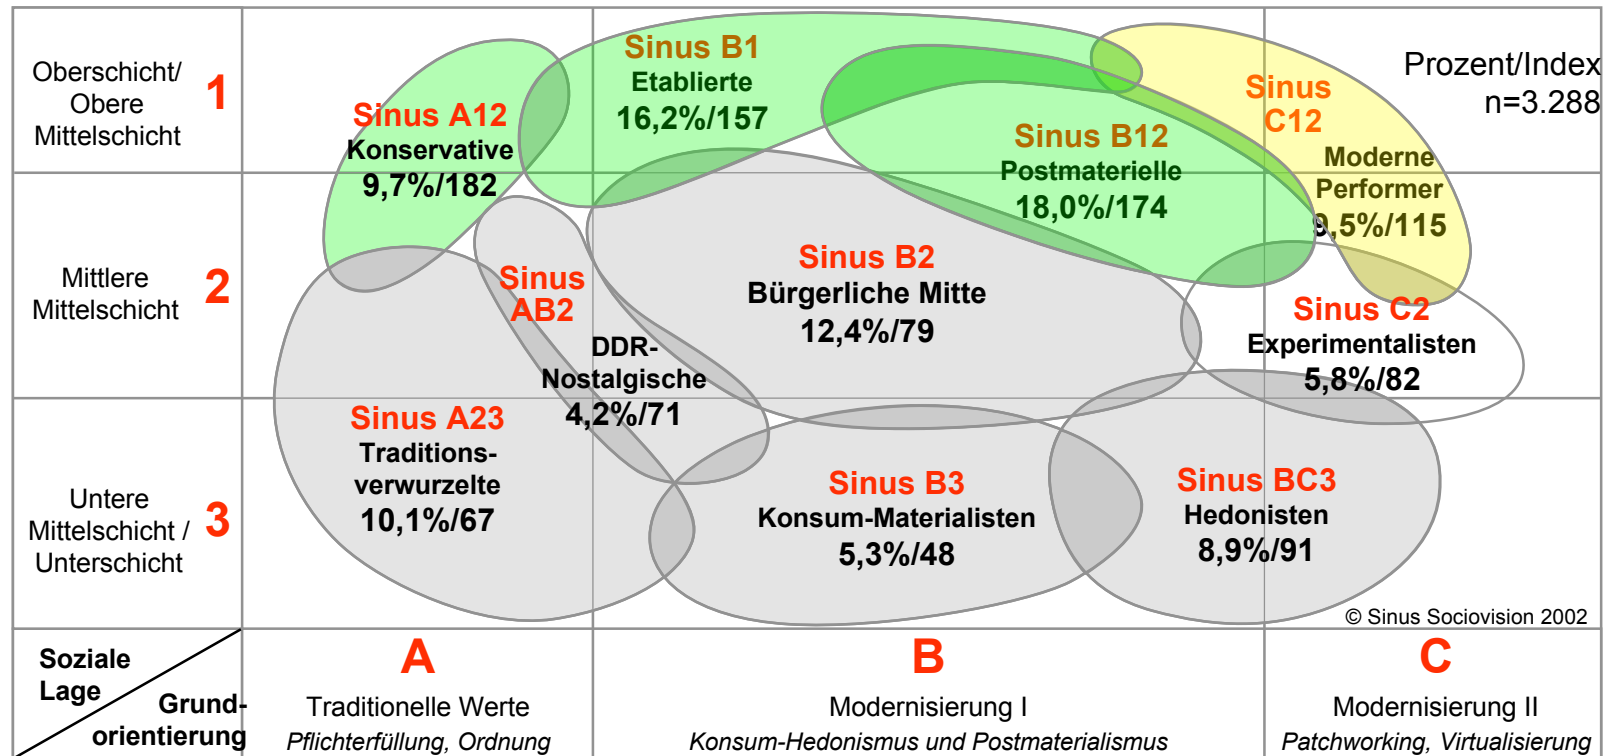 Oberschicht/
Obere
Mittelschicht
1
Sinus A12
Konservative
9,7%/182
Sinus B1
Etablierte
16,2%/157
Sinus B12
Postmaterielle
18,0%/174
Sinus
C12
Moderne
Performer
9,5%/115
Prozent/Index
n=3.288
Mittlere
Mittelschicht
2
Sinus
AB2
DDR-
Nostalgische
4,2%/71
Sinus B2
Bürgerliche Mitte
12,4%/79
Sinus C2
Experimentalisten
5,8%/82
Untere
Mittelschicht /
Unterschicht
3
Sinus A23
Traditions-
verwurzelte
10,1%/67
Sinus B3
Konsum-Materialisten
5,3%/48
Sinus BC3
Hedonisten
8,9%/91
© Sinus Sociovision 2002
Soziale
Lage
Grund-
orientierung
A
Traditionelle Werte
Pflichterfüllung, Ordnung
B
Modernisierung I
Konsum-Hedonismus und Postmaterialismus
C
Modernisierung II
Patchworking, Virtualisierung